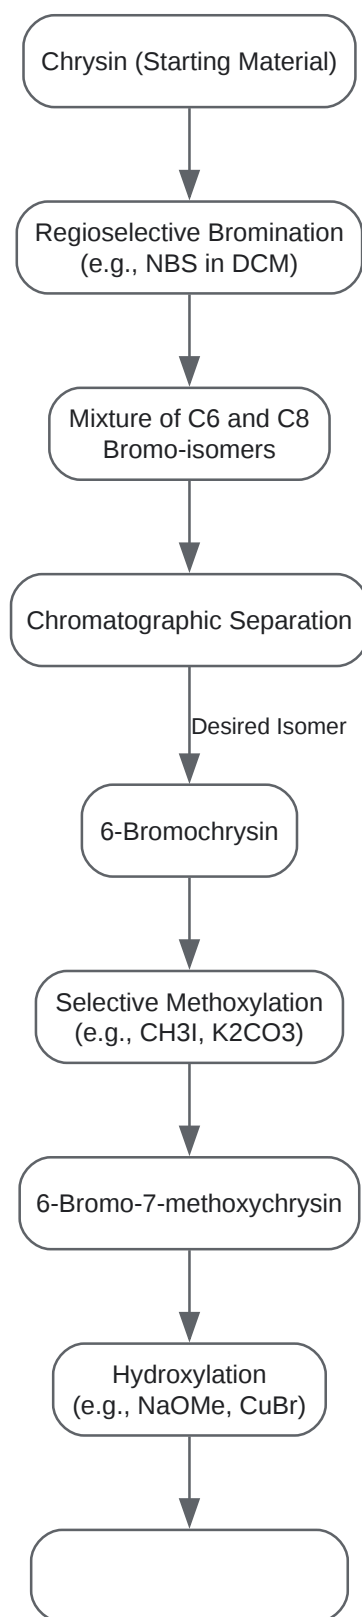 Chrysin (Starting Material)
Regioselective Bromination
(e.g., NBS in DCM)
Mixture of C6 and C8
Bromo-isomers
Chromatographic Separation
Desired Isomer
6-Bromochrysin
Selective Methoxylation
(e.g., CH3I, K2CO3)
6-Bromo-7-methoxychrysin
Hydroxylation
(e.g., NaOMe, CuBr)